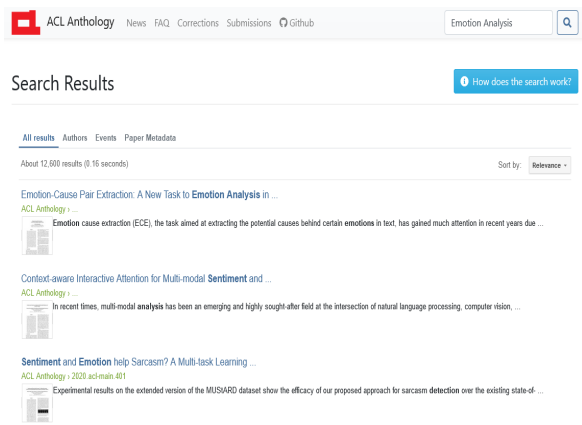 ACL Anthology News FAQ Corrections Submissions Github Emotion Analysis
Search Results
How does the search work?
All results Authors Events Paper Metadata
About 12,600 results (0.16 seconds)
Sort by: Relevance
Emotion-Cause Pair Extraction: A New Task to Emotion Analysis in ...
ACL Anthology › ...
Emotion cause extraction (ECE), the task aimed at extracting the potential causes behind certain emotions in text, has gained much attention in recent years due ...
Context-aware Interactive Attention for Multi-modal Sentiment and ...
ACL Anthology › ...
In recent times, multi-modal analysis has been an emerging and highly sought-after field at the intersection of natural language processing, computer vision, ...
Sentiment and Emotion help Sarcasm? A Multi-task Learning ...
ACL Anthology › 2020.acl-main.401
Experimental results on the extended version of the MUStARD dataset show the efficacy of our proposed approach for sarcasm detection over the existing state-of- ...